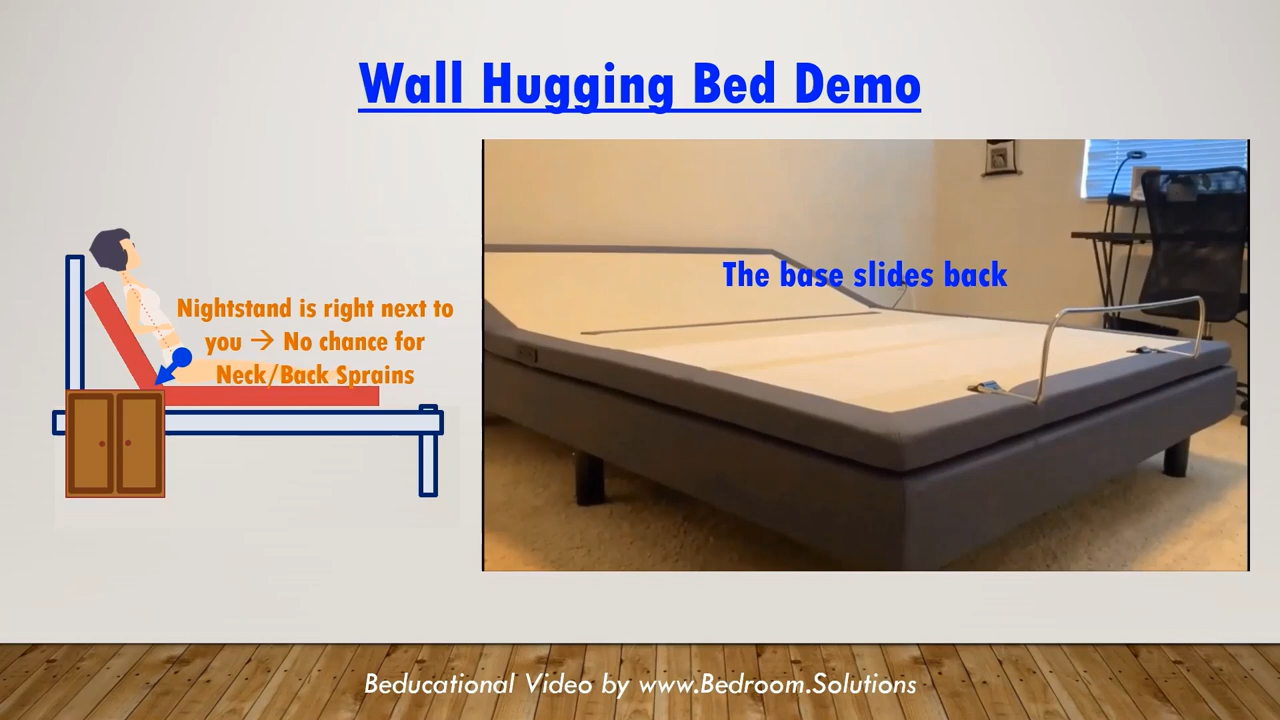 Wall Hugging Bed Demo
Nightstand is right next to
you → No chance for
Neck/Back Sprains
The base slides back
Beducational Video by www.Bedroom.Solutions